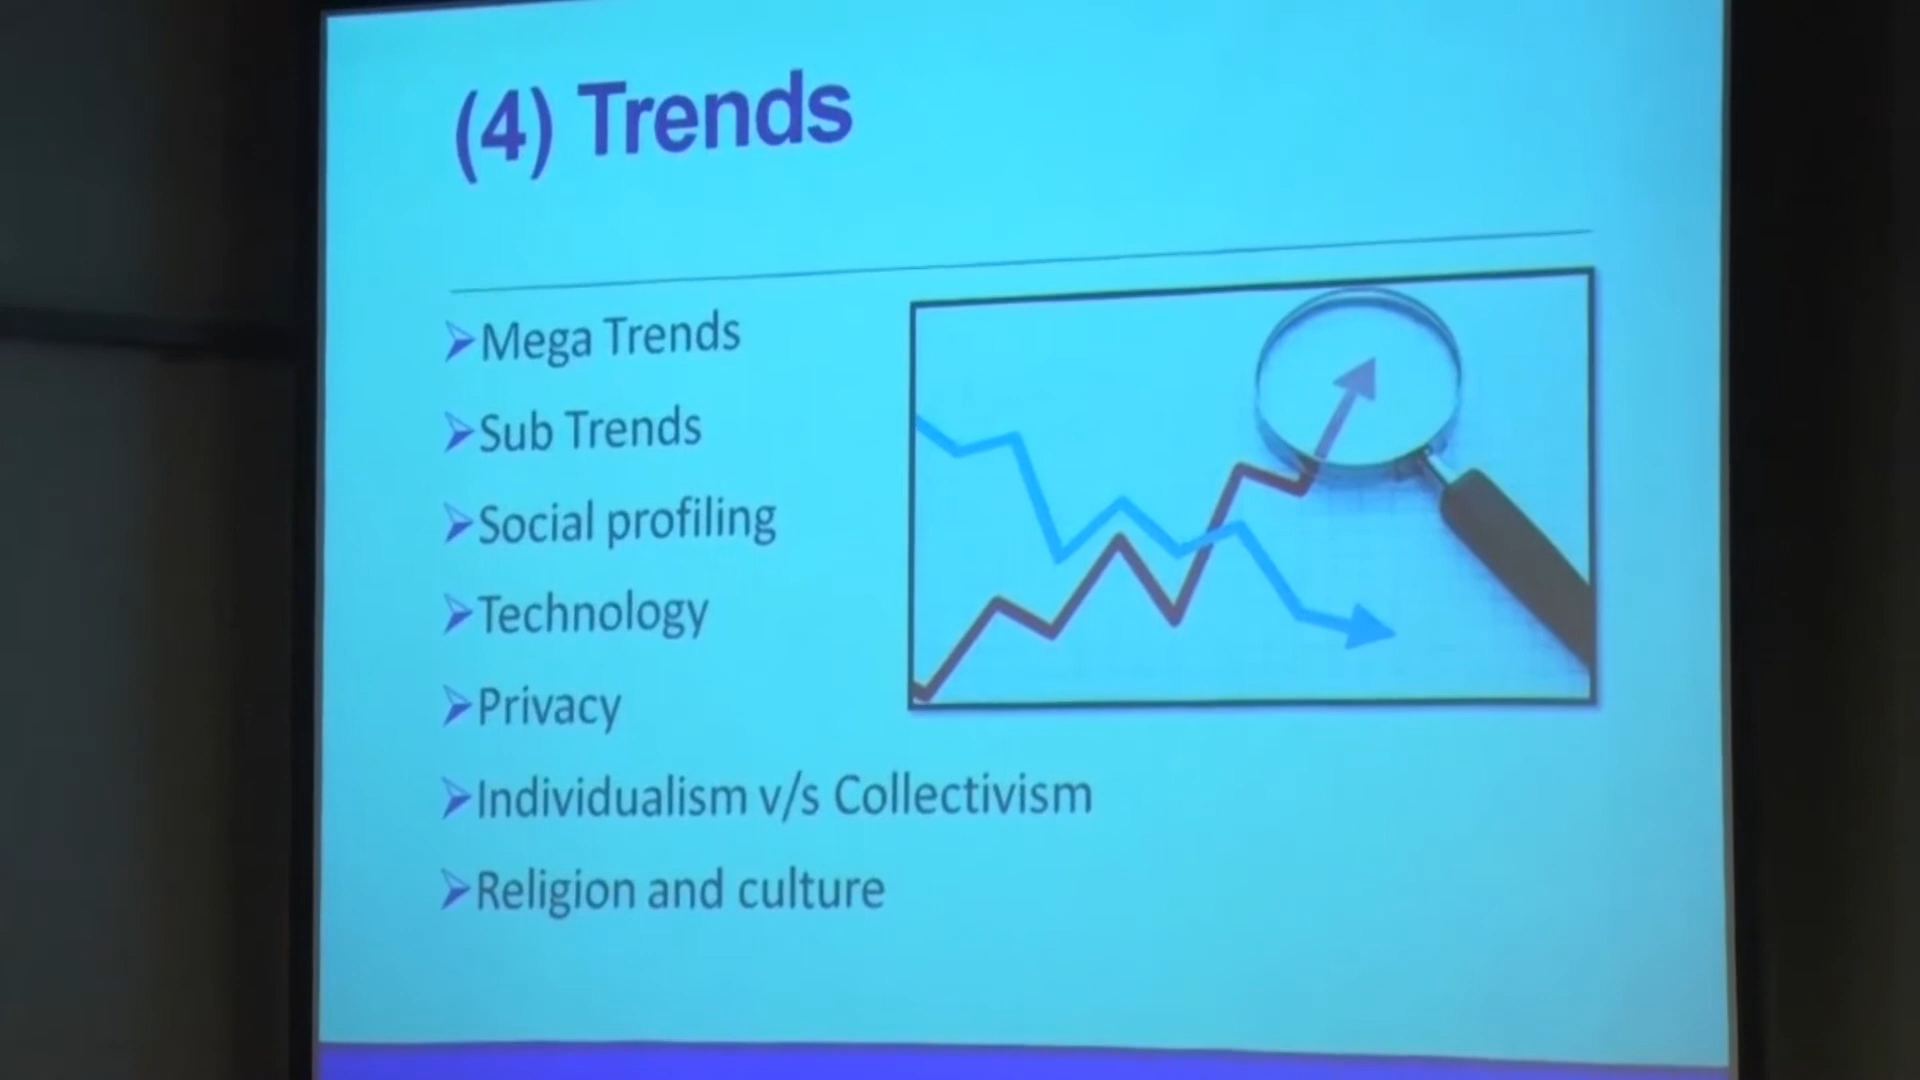 (4) Trends
Mega Trends
Sub Trends
Social profiling
Technology
Privacy
Individualism v/s Collectivism
Religion and culture